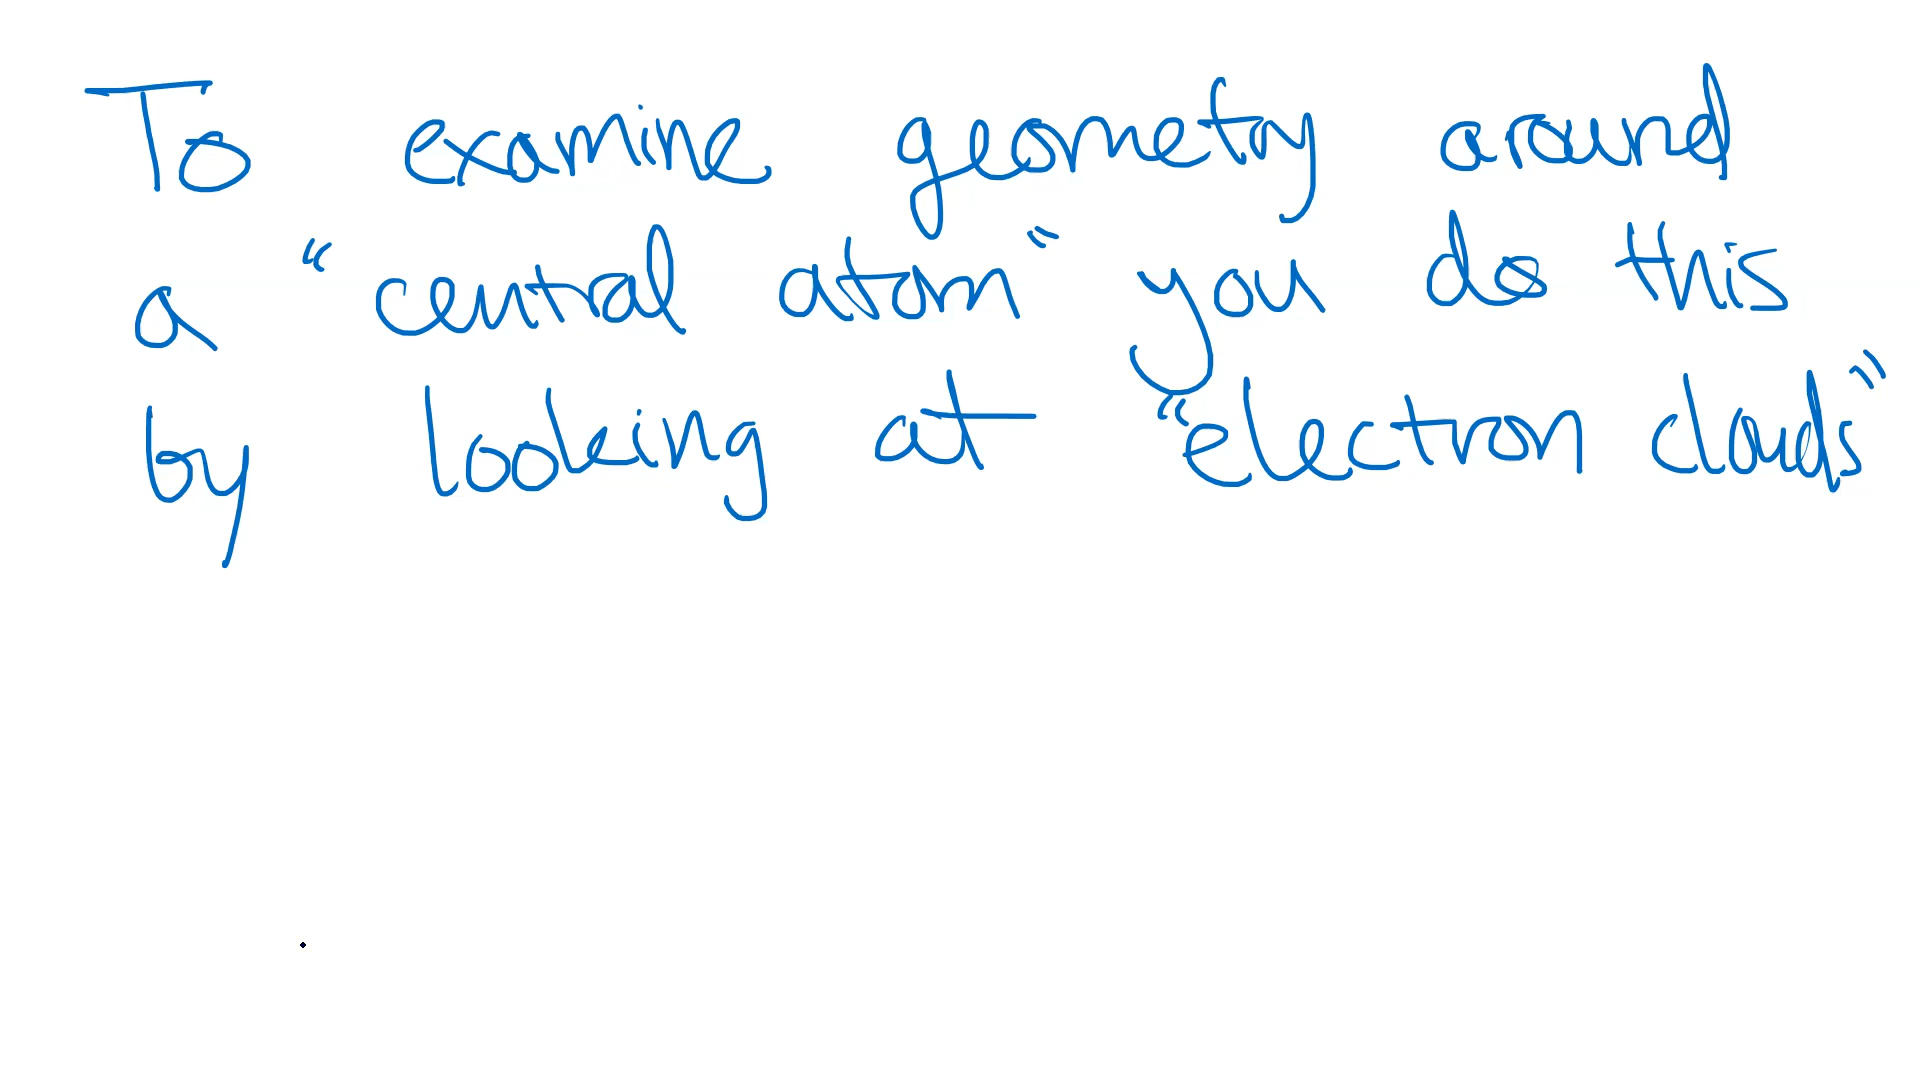 To examine geometry around
a "central atom" you do this
by looking at "electron clouds"